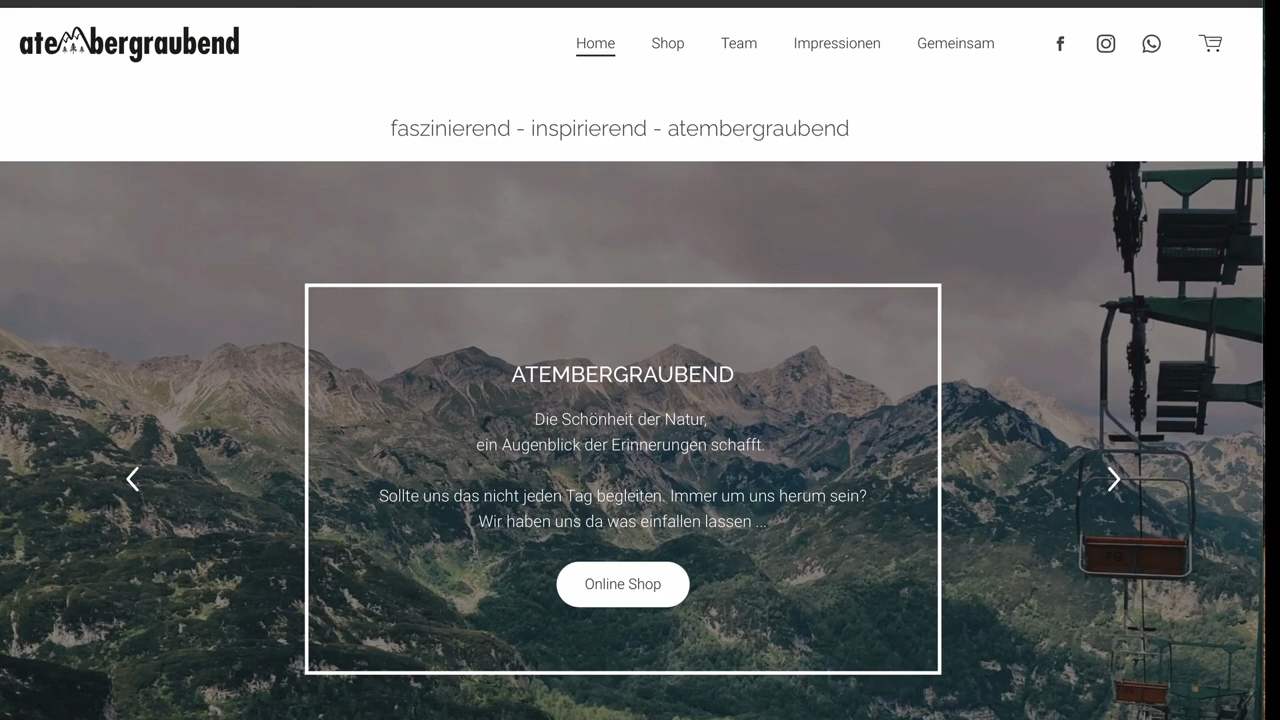 atembergraubend
Home Shop Team Impressionen Gemeinsam
faszinierend - inspirierend - atembergraubend
ATEMBERGRAUBEND
Die Schönheit der Natur,
ein Augenblick der Erinnerungen schafft.
Sollte uns das nicht jeden Tag begleiten. Immer um uns herum sein?
Wir haben uns da was einfallen lassen ...
Online Shop